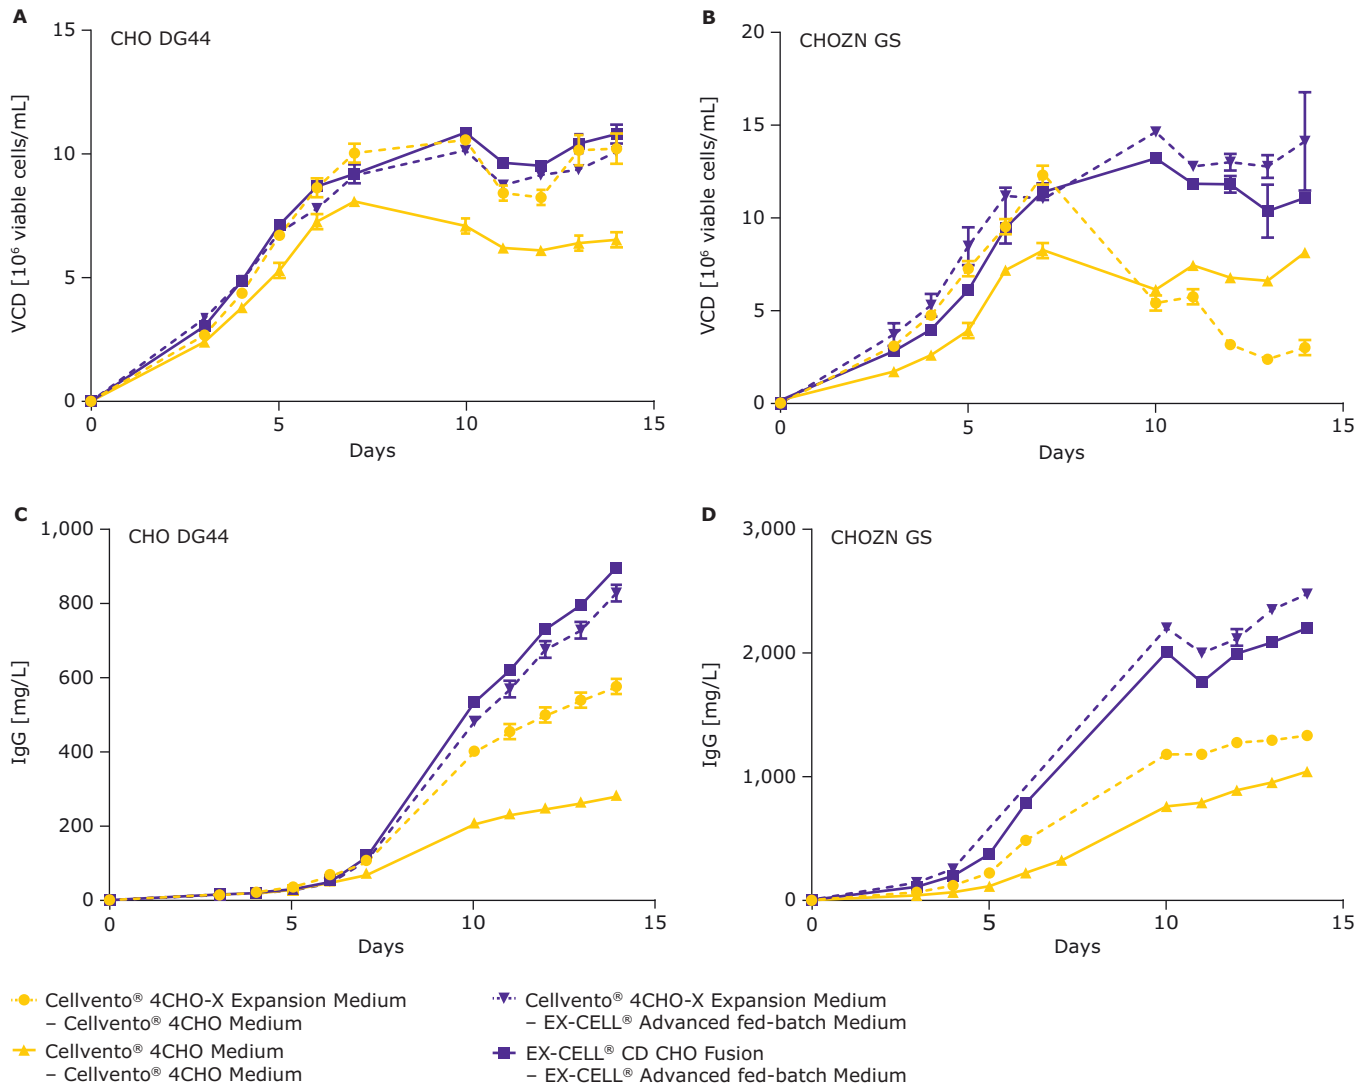 A
CHO DG44
15
10
5
0
VCD [10⁶ viable cells/mL]
0 5 10 15
Days
B
CHOZN GS
20
15
10
5
0
VCD [10⁶ viable cells/mL]
0 5 10 15
Days
C
CHO DG44
1,000
800
600
400
200
0
IgG [mg/L]
0 5 10 15
Days
D
CHOZN GS
3,000
2,000
1,000
0
IgG [mg/L]
0 5 10 15
Days
Cellvento® 4CHO-X Expansion Medium
– Cellvento® 4CHO Medium
Cellvento® 4CHO Medium
– Cellvento® 4CHO Medium
Cellvento® 4CHO-X Expansion Medium
– EX-CELL® Advanced fed-batch Medium
EX-CELL® CD CHO Fusion
– EX-CELL® Advanced fed-batch Medium